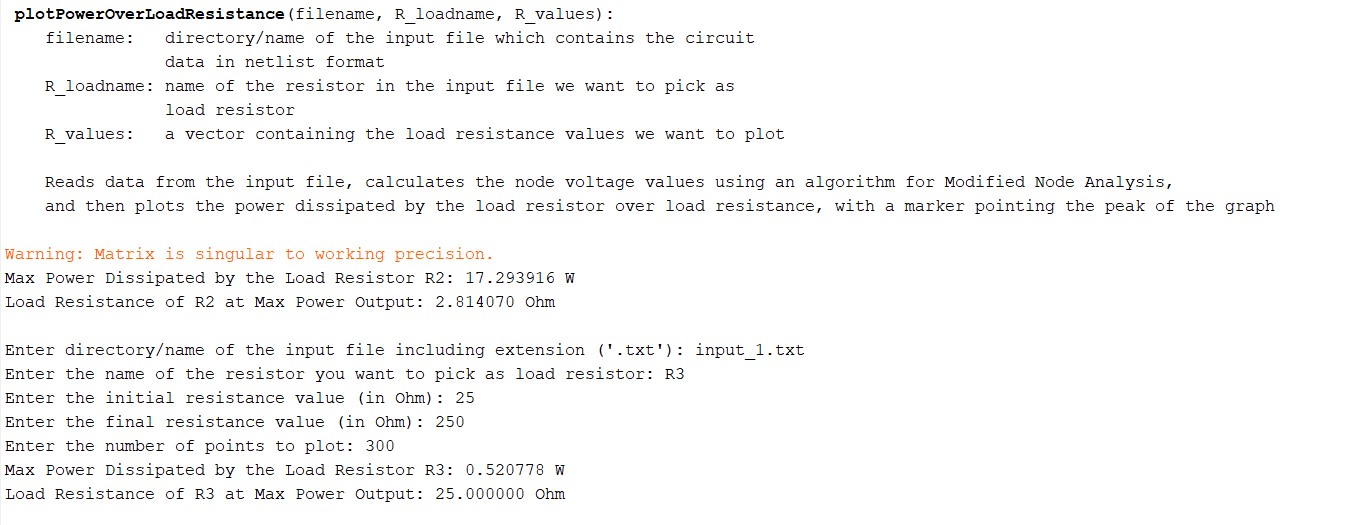 plotPowerOverLoadResistance(filename, R_loadname, R_values):
filename: directory/name of the input file which contains the circuit
data in netlist format
R_loadname: name of the resistor in the input file we want to pick as
load resistor
R_values: a vector containing the load resistance values we want to plot
Reads data from the input file, calculates the node voltage values using an algorithm for Modified Node Analysis,
and then plots the power dissipated by the load resistor over load resistance, with a marker pointing the peak of the graph
Warning: Matrix is singular to working precision.
Max Power Dissipated by the Load Resistor R2: 17.293916 W
Load Resistance of R2 at Max Power Output: 2.814070 Ohm
Enter directory/name of the input file including extension ('.txt'): input_1.txt
Enter the name of the resistor you want to pick as load resistor: R3
Enter the initial resistance value (in Ohm): 25
Enter the final resistance value (in Ohm): 250
Enter the number of points to plot: 300
Max Power Dissipated by the Load Resistor R3: 0.520778 W
Load Resistance of R3 at Max Power Output: 25.000000 Ohm